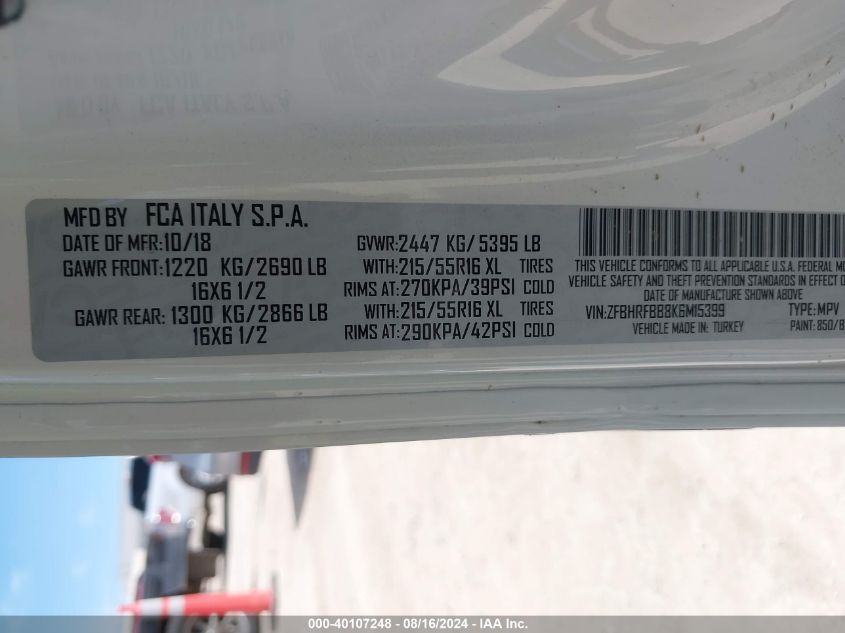 MFD BY FCA ITALY S.P.A.
DATE OF MFR:10/18 GVWR:2447 KG/5395 LB
GAWR FRONT:1220 KG/2690 LB WITH:215/55R16 XL TIRES
16X6 1/2 RIMS AT:270KPA/39PSI COLD
GAWR REAR:1300 KG/2866 LB WITH:215/55R16 XL TIRES
16X6 1/2 RIMS AT:290KPA/42PSI COLD
THIS VEHICLE CONFORMS TO ALL APPLICABLE U.S.A. FEDERAL
VEHICLE SAFETY AND THEFT PREVENTION STANDARDS IN EFFECT
DATE OF MANUFACTURE SHOWN ABOVE
VIN:ZFBHRFBB8K6M15399 TYPE:MPV
VEHICLE MADE IN: TURKEY PAINT: 850/
000-40107248 - 08/16/2024 - IAA Inc.